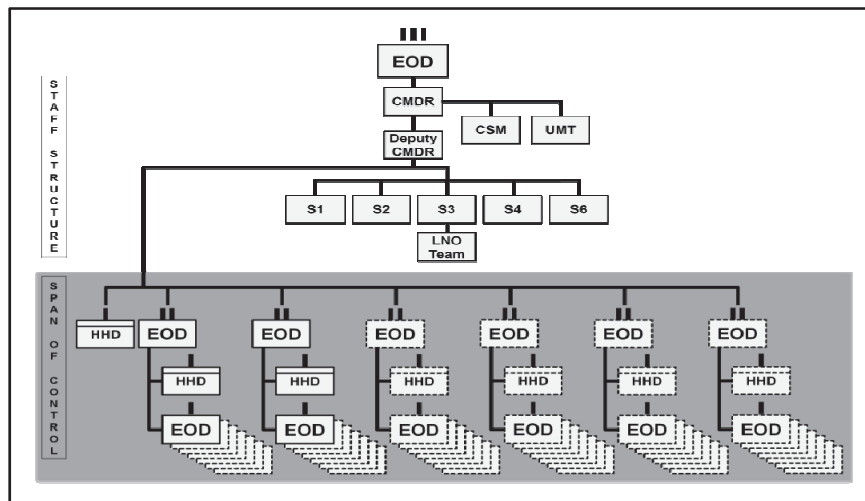 EOD
CMDR
CSM UMT
Deputy
CMDR
S1 S2 S3 S4 S6
LNO
Team
STAFF STRUCTURE
HHD EOD EOD EOD EOD EOD EOD
HHD HHD HHD HHD HHD HHD
EOD EOD EOD EOD EOD EOD
SPAN OF CONTROL